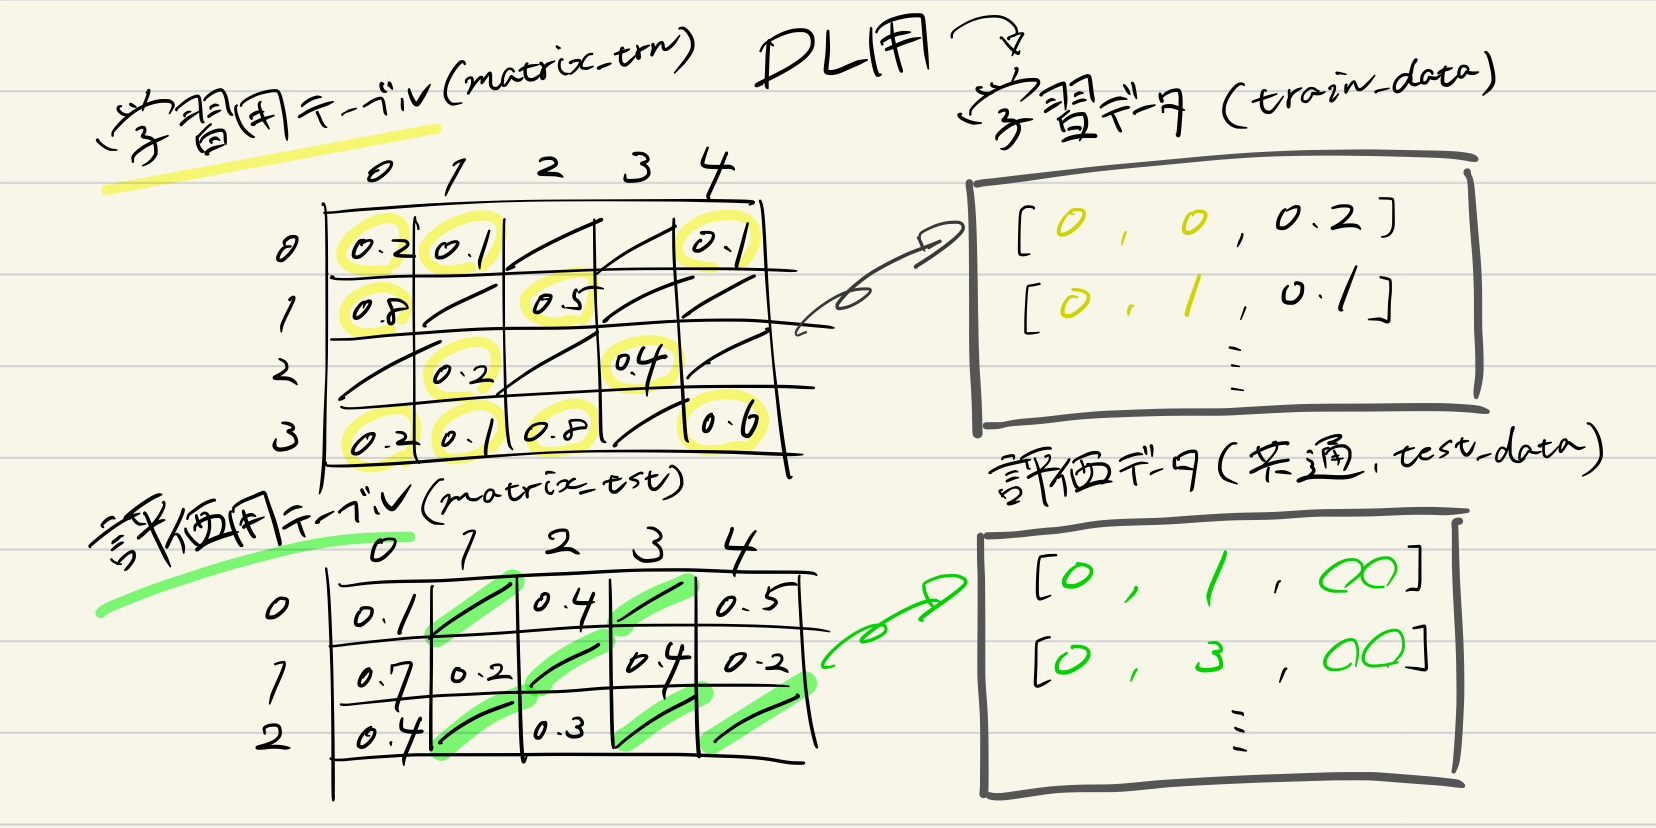 DL用
学習用テーブル(matrix_trn)
0 1 2 3 4
0 0.2 0.1 0.1
1 0.8 0.5
2 0.2 0.4
3 0.2 0.1 0.8 0.6
評価用テーブル(matrix_tst)
0 1 2 3 4
0 0.1 0.4 0.5
1 0.7 0.2 0.4 0.2
2 0.4 0.3
学習データ (train_data)
[0, 0, 0.2]
[0, 1, 0.1]
⋮
評価データ(共通, test_data)
[0, 1, ○○]
[0, 3, ○○]
⋮